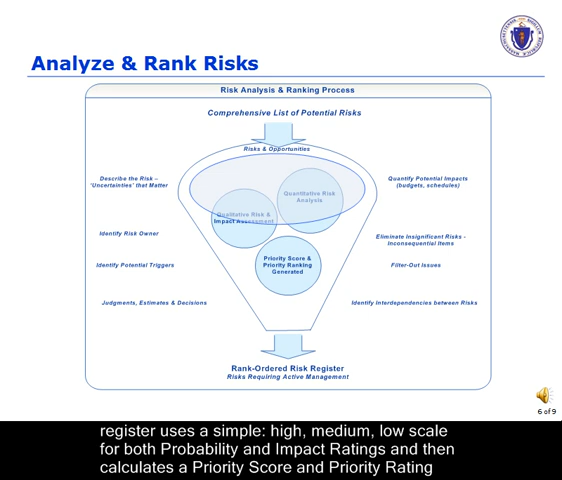 Analyze & Rank Risks
Risk Analysis & Ranking Process
Comprehensive List of Potential Risks
Risks & Opportunities
Describe the Risk –
'Uncertainties' that Matter
Identify Risk Owner
Identify Potential Triggers
Judgments, Estimates & Decisions
Quantitative Risk
Analysis
Qualitative Risk &
Impact Assessment
Priority Score &
Priority Ranking
Generated
Quantify Potential Impacts
(budgets, schedules)
Eliminate Insignificant Risks -
Inconsequential Items
Filter-Out Issues
Identify Interdependencies between Risks
Rank-Ordered Risk Register
Risks Requiring Active Management
6 of 9
register uses a simple: high, medium, low scale
for both Probability and Impact Ratings and then
calculates a Priority Score and Priority Rating